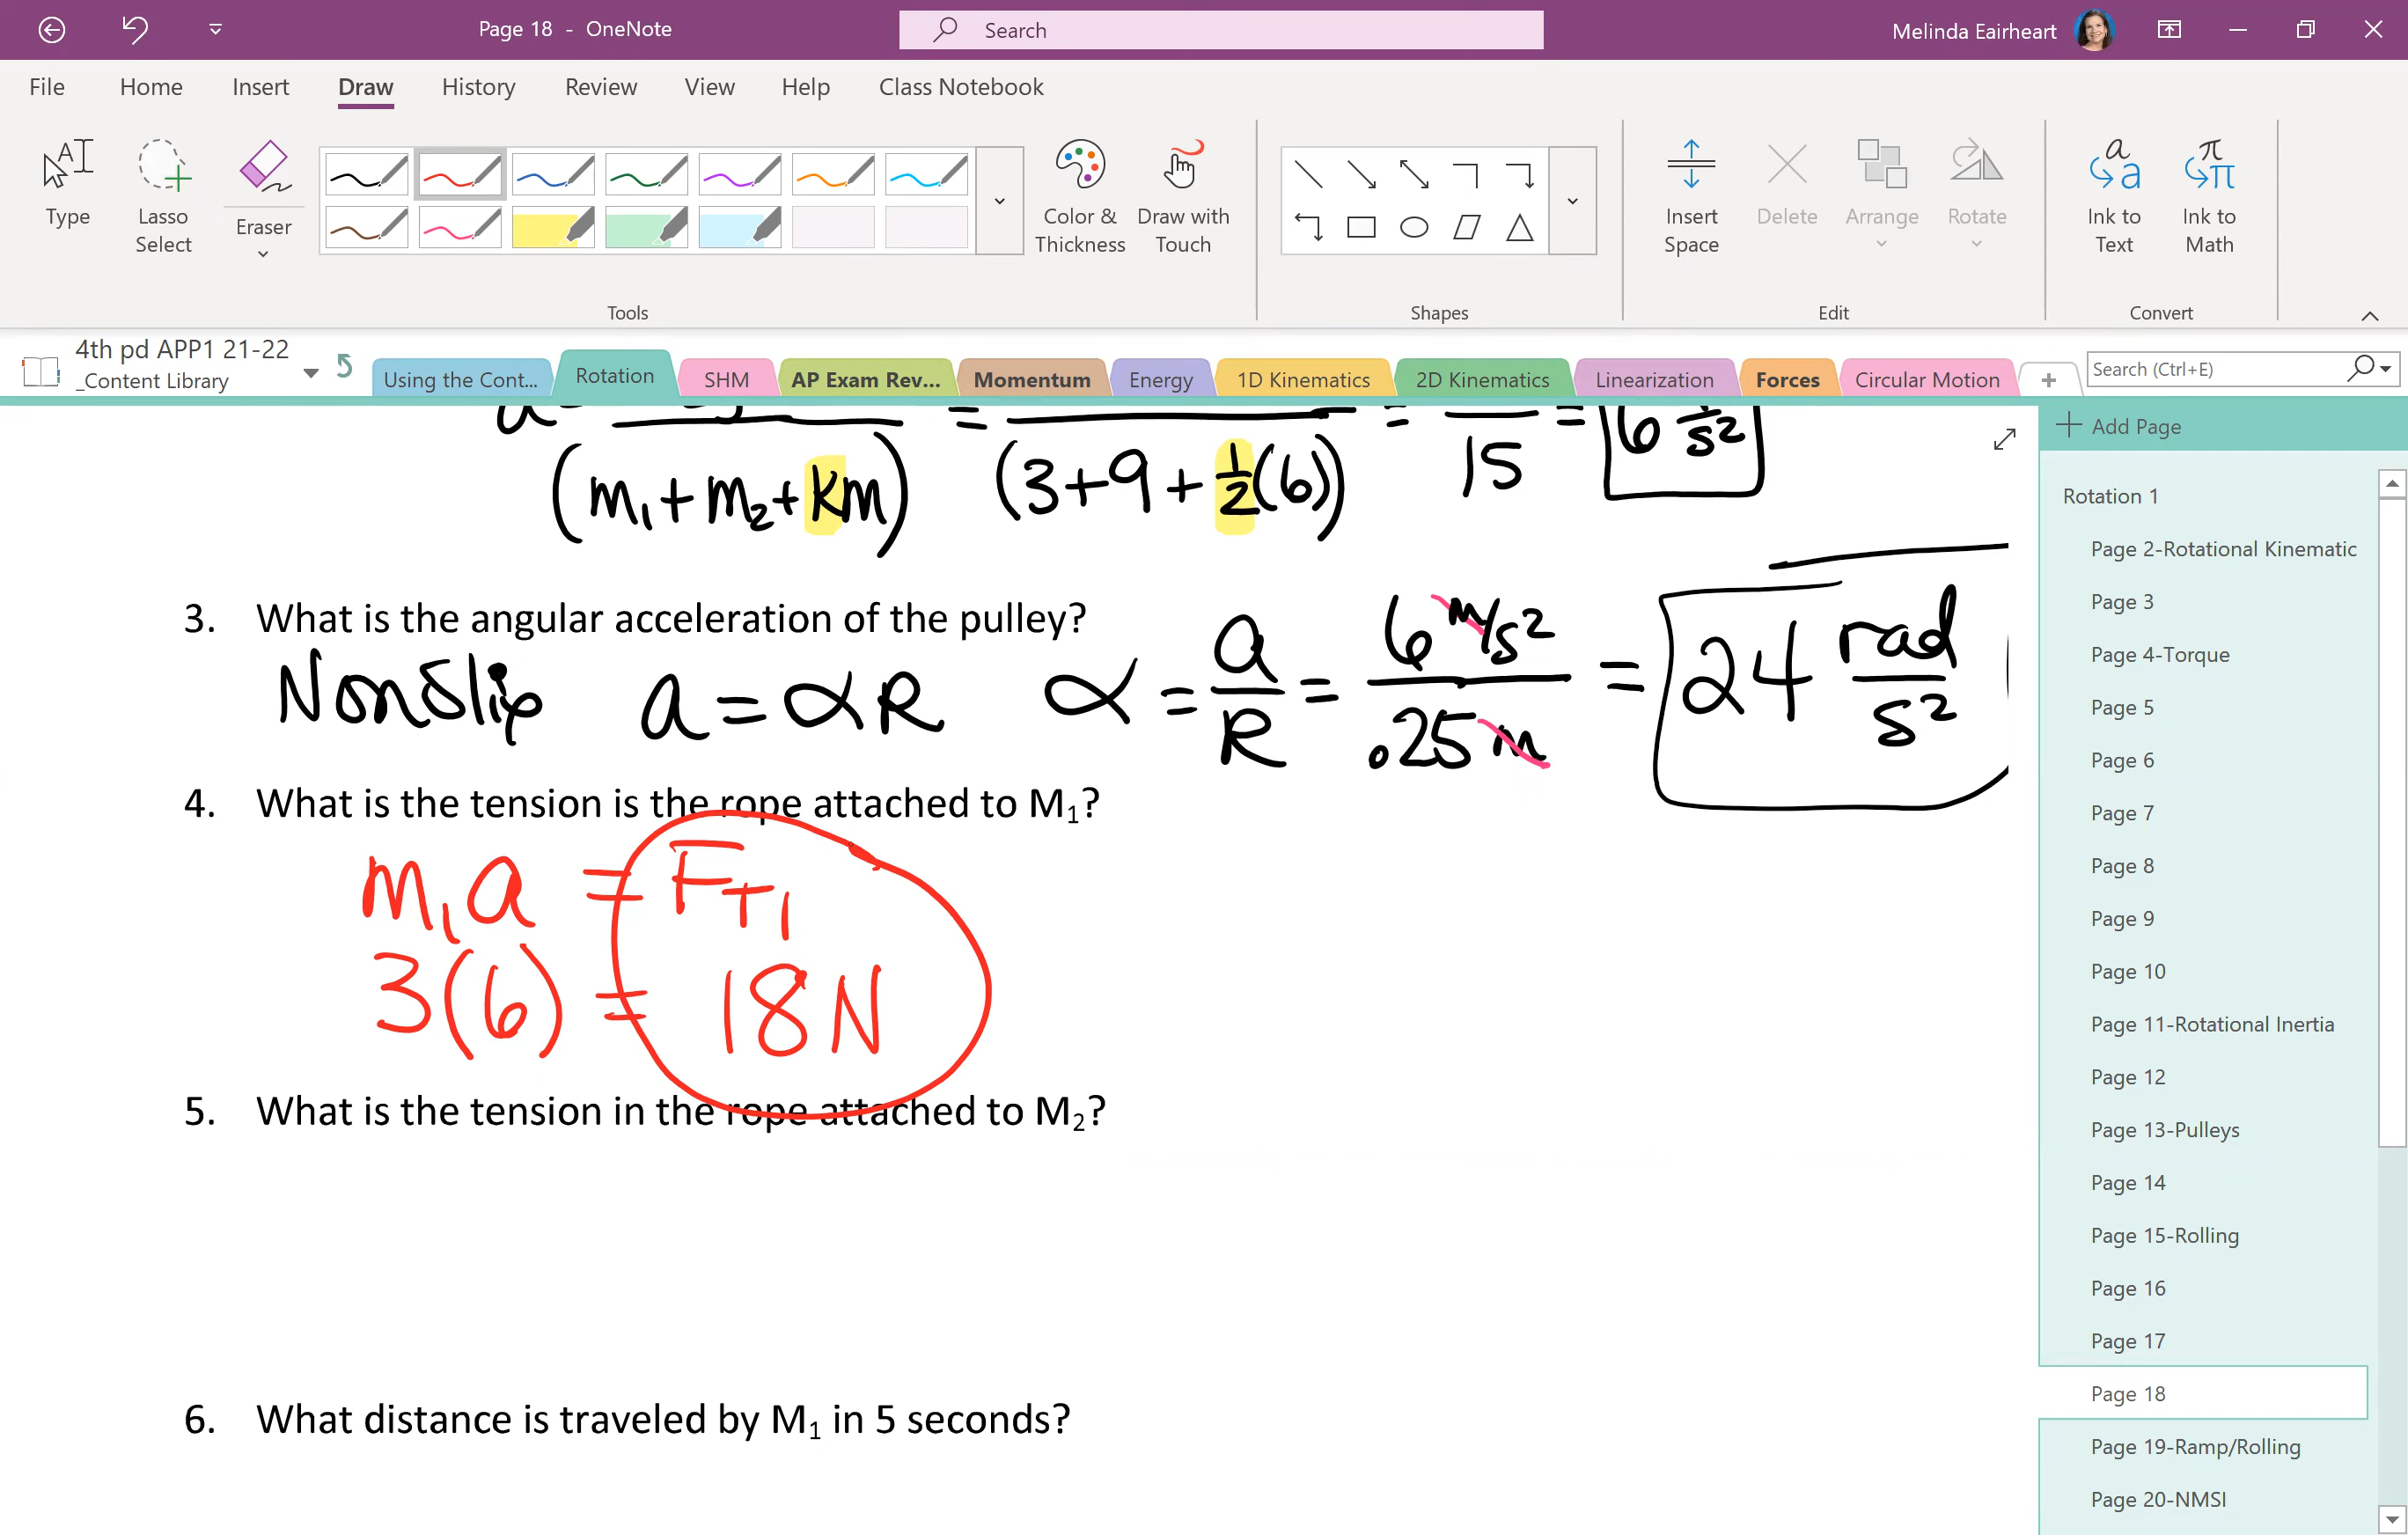 Page 18 - OneNote
Search
Melinda Eairheart
File Home Insert Draw History Review View Help Class Notebook
Type
Lasso Select
Eraser
Color & Thickness
Draw with Touch
Insert Space
Delete
Arrange
Rotate
Ink to Text
Ink to Math
Tools
Shapes
Edit
Convert
4th pd APP1 21-22
_Content Library
Using the Cont... Rotation SHM AP Exam Rev... Momentum Energy 1D Kinematics 2D Kinematics Linearization Forces Circular Motion +
Search (Ctrl+E)
= = = 6 m/s²
(m₁+m₂+km) (3+9+½(6)) 15
3. What is the angular acceleration of the pulley?
NonSlip a=αR α = a/R = 6 m/s² / .25 m = 24 rad/s²
4. What is the tension is the rope attached to M₁?
m₁a = FT1
3(6) = 18N
5. What is the tension in the rope attached to M₂?
6. What distance is traveled by M₁ in 5 seconds?
Add Page
Rotation 1
Page 2-Rotational Kinematic
Page 3
Page 4-Torque
Page 5
Page 6
Page 7
Page 8
Page 9
Page 10
Page 11-Rotational Inertia
Page 12
Page 13-Pulleys
Page 14
Page 15-Rolling
Page 16
Page 17
Page 18
Page 19-Ramp/Rolling
Page 20-NMSI